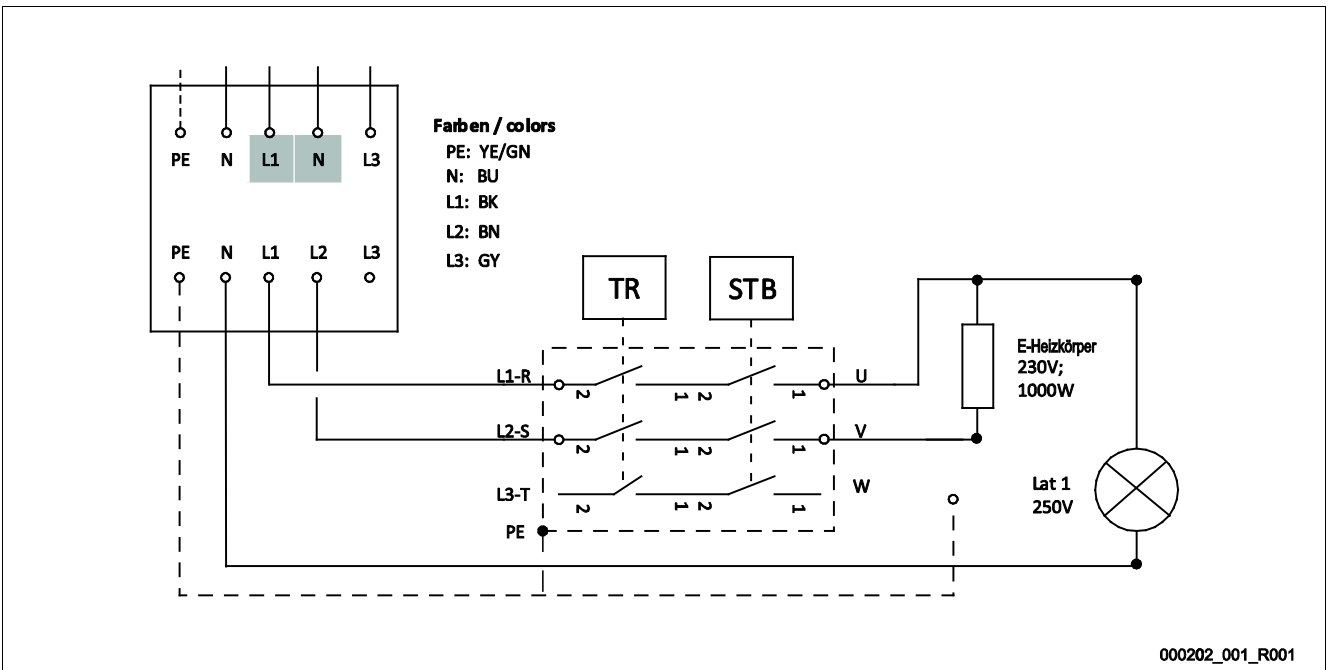 PE N L1 N L3
PE N L1 L2 L3
Farben / colors
PE: YE/GN
N: BU
L1: BK
L2: BN
L3: GY
TR
STB
L1-R
2
1 2
1
U
L2-S
2
1 2
1
V
L3-T
2
1 2
1
W
PE
E-Heizkörper
230V;
1000W
Lat 1
250V
000202_001_R001